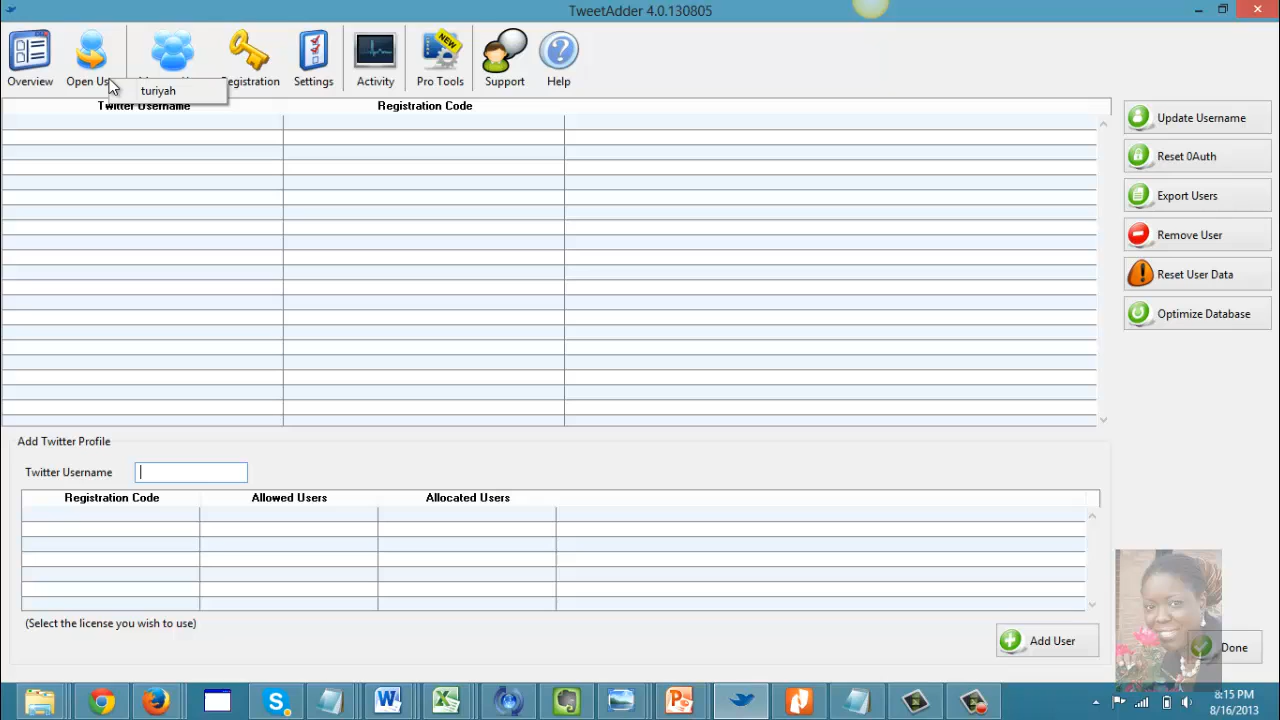 TweetAdder 4.0.130805
Overview
Open Us
egistration
Settings
Activity
NEW
Pro Tools
Support
Help
turiyah
Twitter Username Registration Code
Update Username
Reset 0Auth
Export Users
Remove User
Reset User Data
Optimize Database
Add Twitter Profile
Twitter Username
Registration Code Allowed Users Allocated Users
(Select the license you wish to use)
Add User
Done
8:15 PM
8/16/2013